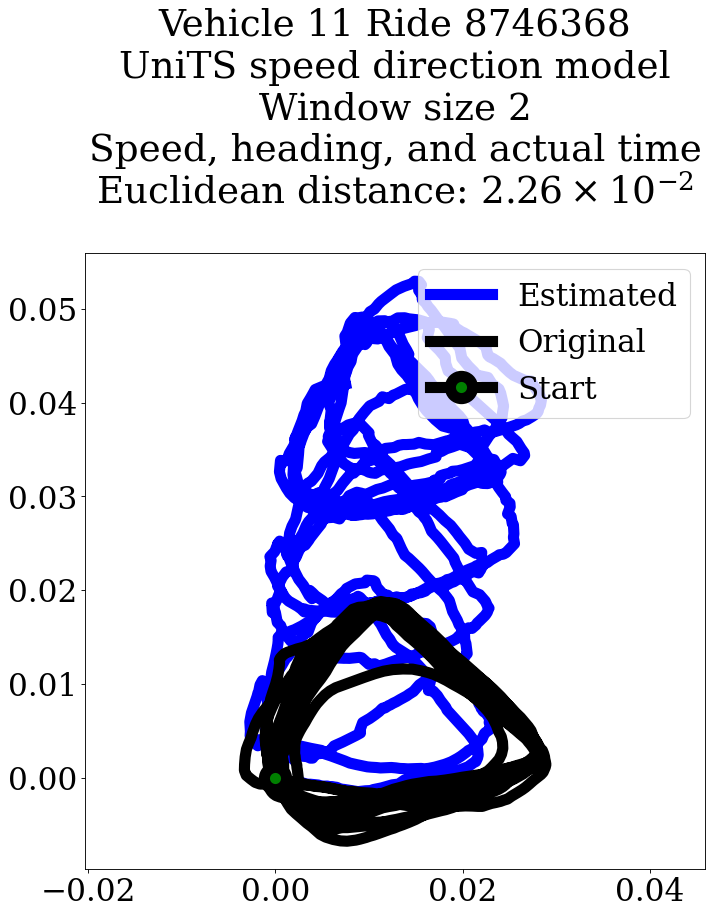 Vehicle 11 Ride 8746368
UniTS speed direction model
Window size 2
Speed, heading, and actual time
Euclidean distance: 2.26 × 10⁻²
Estimated
Original
Start
0.05
0.04
0.03
0.02
0.01
0.00
−0.02 0.00 0.02 0.04